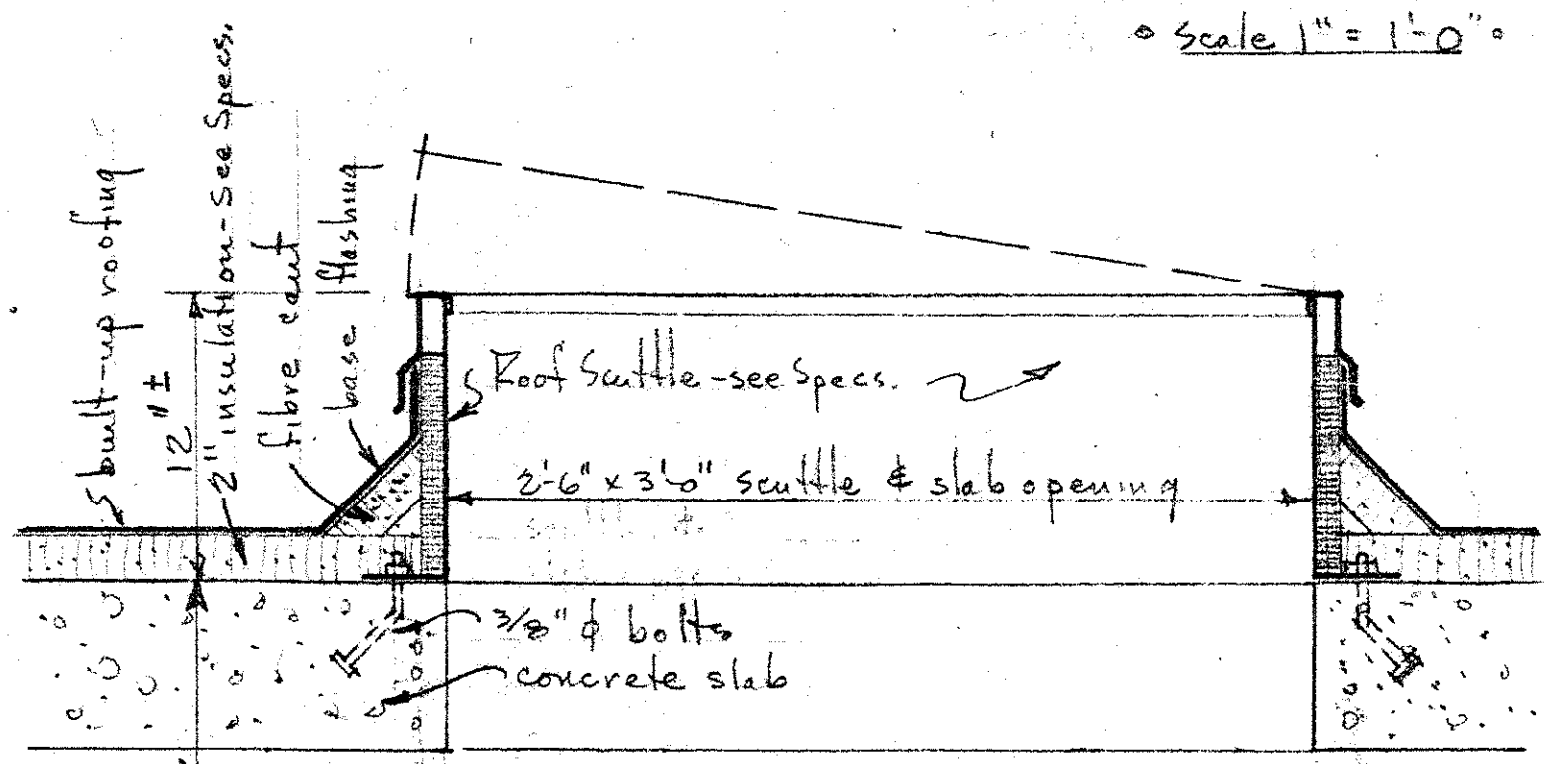 ∘ Scale 1" = 1'-0" ∘
built-up roofing
12"±
2" insulation-see Specs.
fibre cant
base flashing
Roof Scuttle-see Specs.
2'-6" x 3'-0" scuttle & slab opening
3/8" ϕ bolts
concrete slab